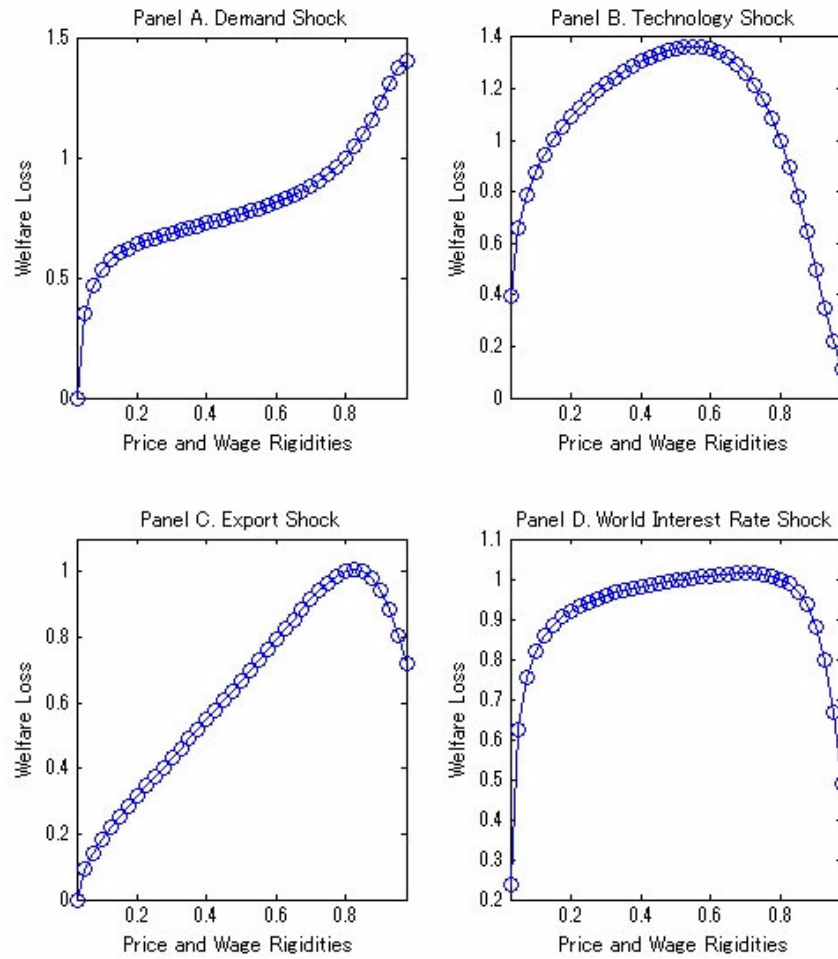 Panel A. Demand Shock
Welfare Loss
1.5
1
0.5
0
0.2 0.4 0.6 0.8
Price and Wage Rigidities
Panel B. Technology Shock
Welfare Loss
1.4
1.2
1
0.8
0.6
0.4
0.2
0
0.2 0.4 0.6 0.8
Price and Wage Rigidities
Panel C. Export Shock
Welfare Loss
1
0.8
0.6
0.4
0.2
0
0.2 0.4 0.6 0.8
Price and Wage Rigidities
Panel D. World Interest Rate Shock
Welfare Loss
1.1
1
0.9
0.8
0.7
0.6
0.5
0.4
0.3
0.2
0.2 0.4 0.6 0.8
Price and Wage Rigidities